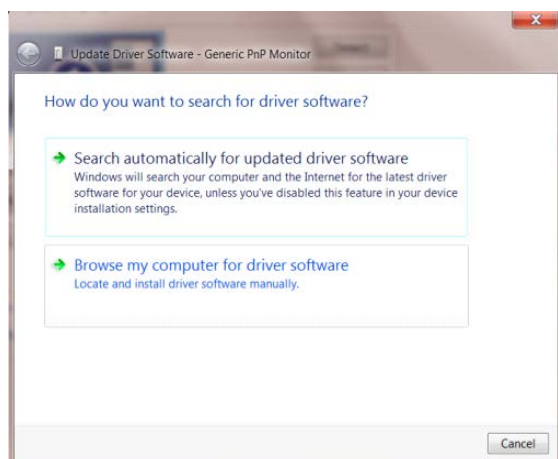 Update Driver Software - Generic PnP Monitor
How do you want to search for driver software?
Search automatically for updated driver software
Windows will search your computer and the Internet for the latest driver
software for your device, unless you've disabled this feature in your device
installation settings.
Browse my computer for driver software
Locate and install driver software manually.
Cancel